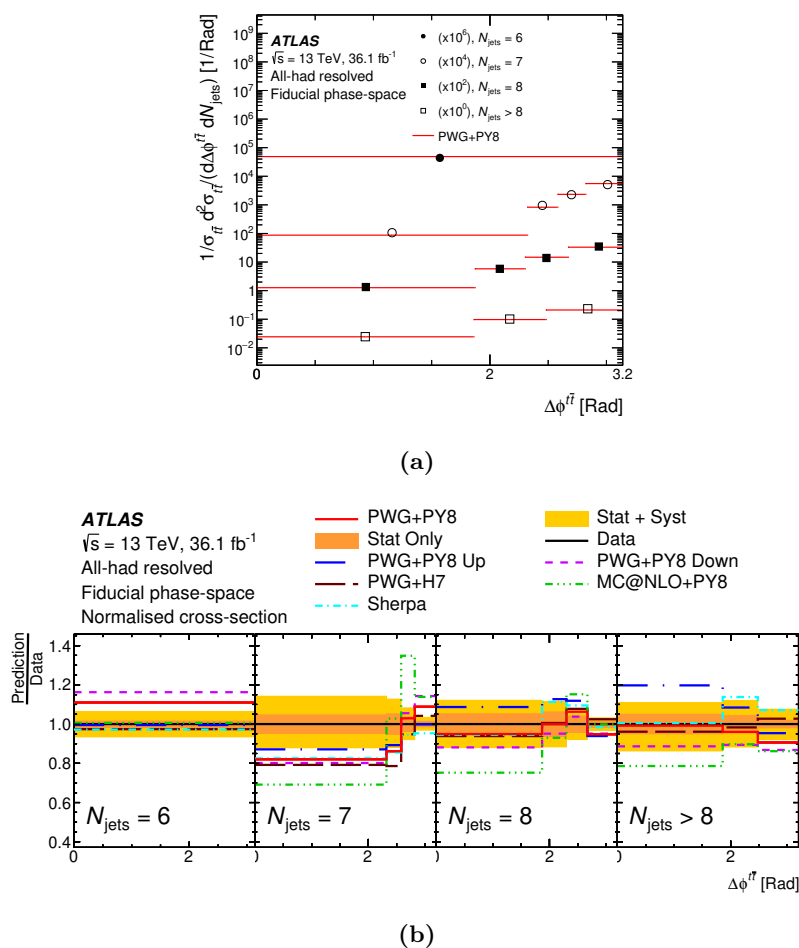 ATLAS
√s = 13 TeV, 36.1 fb⁻¹
All-had resolved
Fiducial phase-space
(x10⁶), N_jets = 6
(x10⁴), N_jets = 7
(x10²), N_jets = 8
(x10⁰), N_jets > 8
PWG+PY8
1/σ_tt̄ d²σ_tt̄/(dΔφ^tt̄ dN_jets) [1/Rad]
10⁹
10⁸
10⁷
10⁶
10⁵
10⁴
10³
10²
10
1
10⁻¹
10⁻²
0 2 3.2
Δφ^tt̄ [Rad]
(a)
ATLAS
√s = 13 TeV, 36.1 fb⁻¹
All-had resolved
Fiducial phase-space
Normalised cross-section
PWG+PY8
Stat Only
PWG+PY8 Up
PWG+H7
Sherpa
Stat + Syst
Data
PWG+PY8 Down
MC@NLO+PY8
Prediction
Data
1.4
1.2
1.0
0.8
0.6
0.4
N_jets = 6
N_jets = 7
N_jets = 8
N_jets > 8
2 2 2 2
Δφ^tt̄ [Rad]
(b)